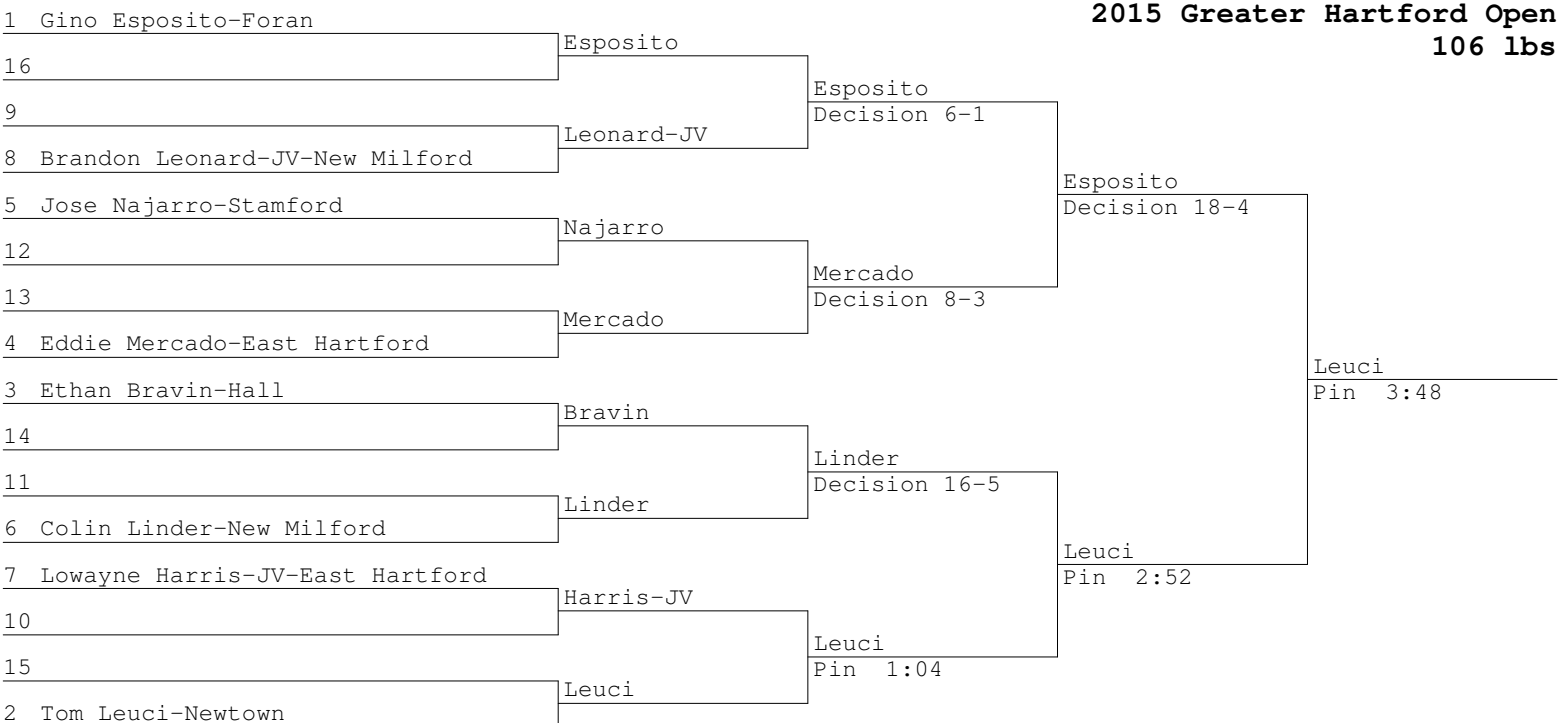 2015 Greater Hartford Open
106 lbs
1 Gino Esposito-Foran
16
9
8 Brandon Leonard-JV-New Milford
5 Jose Najarro-Stamford
12
13
4 Eddie Mercado-East Hartford
3 Ethan Bravin-Hall
14
11
6 Colin Linder-New Milford
7 Lowayne Harris-JV-East Hartford
10
15
2 Tom Leuci-Newtown
Esposito
Leonard-JV
Najarro
Mercado
Bravin
Linder
Harris-JV
Leuci
Esposito
Decision 6-1
Mercado
Decision 8-3
Linder
Decision 16-5
Leuci
Pin 1:04
Esposito
Decision 18-4
Leuci
Pin 2:52
Leuci
Pin 3:48